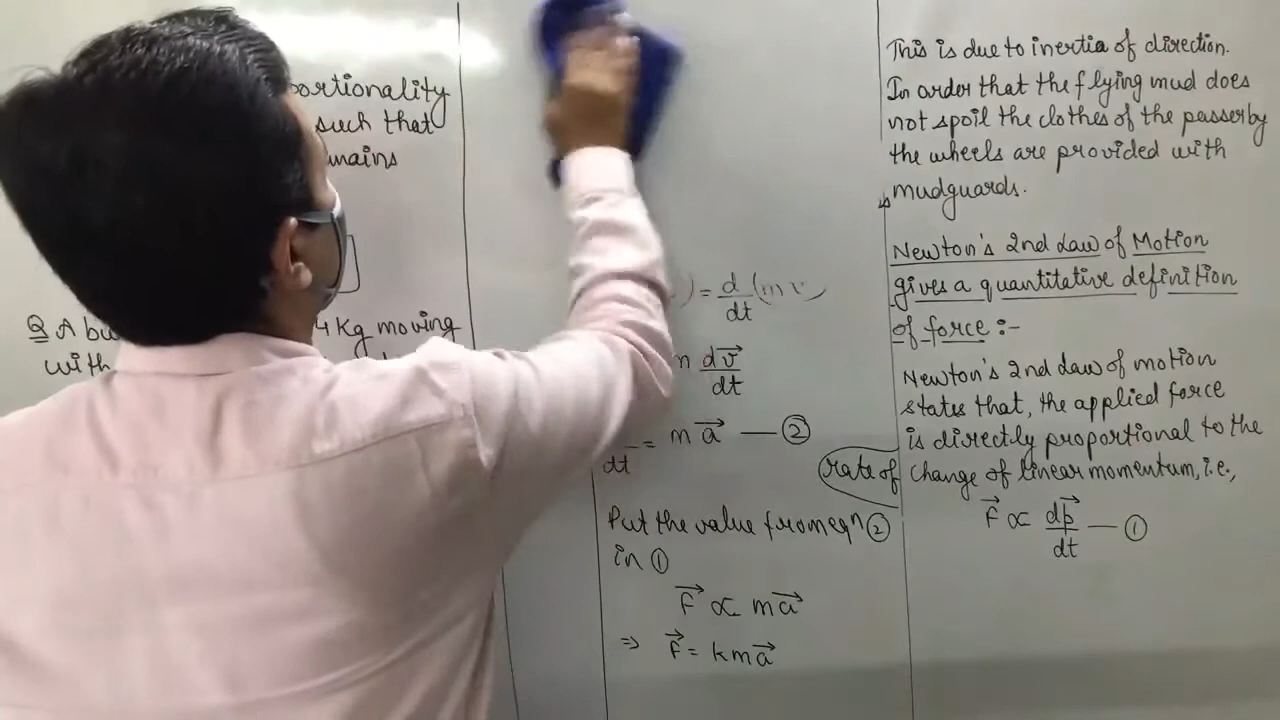 portionality
such that
mains
Q A bu
4 Kg moving
with
) = d/dt (m v
m dv⃗/dt
dt = m a⃗ — ②
Put the value from eqn ②
in ①
F⃗ ∝ m a⃗
⇒ F⃗ = k m a⃗
This is due to inertia of direction.
In order that the flying mud does
not spoil the clothes of the passerby
the wheels are provided with
mudguards.
Newton's 2nd Law of Motion
gives a quantitative definition
of force :-
Newton's 2nd Law of motion
states that, the applied force
is directly proportional to the
rate of change of linear momentum, i.e.,
F⃗ ∝ dp⃗/dt — ①